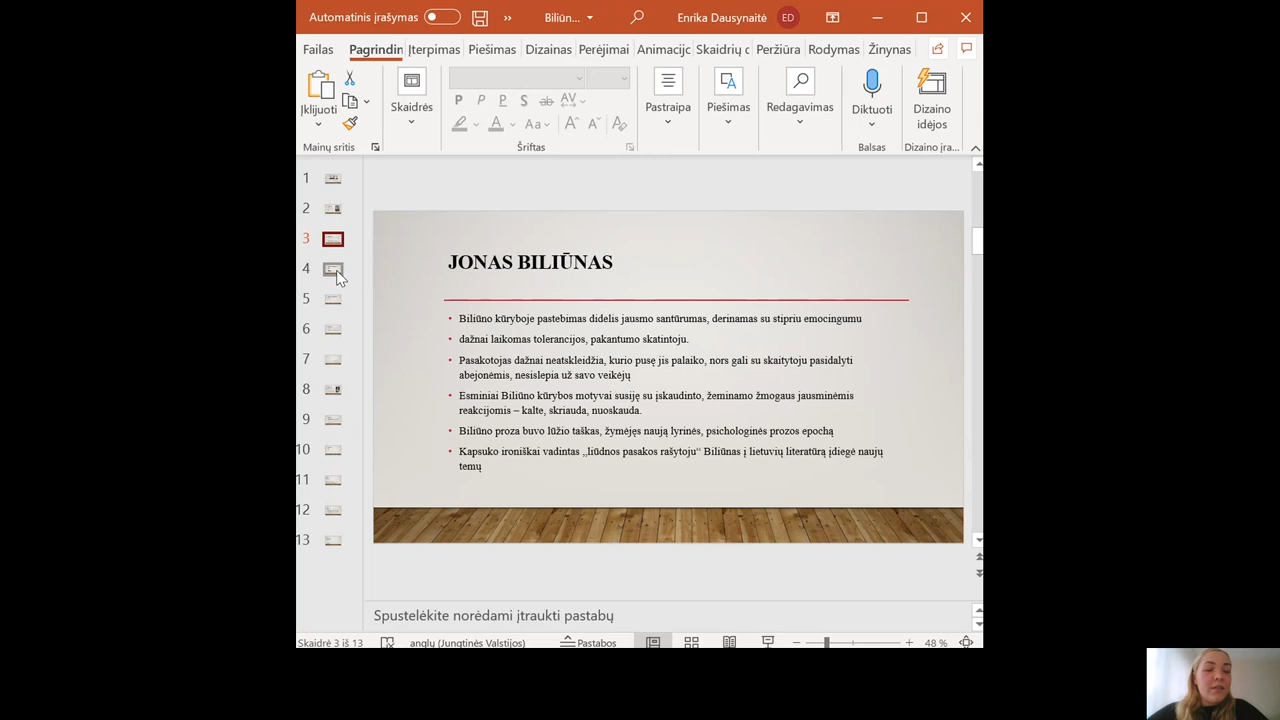 Automatinis įrašymas
Biliūn...
Enrika Dausynaitė
ED
Failas
Pagrindin
Įterpimas
Piešimas
Dizainas
Perėjimai
Animacijc
Skaidrių c
Peržiūra
Rodymas
Žinynas
Įklijuoti
Skaidrės
P P P S ab AV
Aa A A
Pastraipa
Piešimas
Redagavimas
Diktuoti
Dizaino
idėjos
Mainų sritis
Šriftas
Balsas
Dizaino įra...
1
2
3
4
5
6
7
8
9
10
11
12
13
JONAS BILIŪNAS
• Biliūno kūryboje pastebimas didelis jausmo santūrumas, derinamas su stipriu emocingumu
• dažnai laikomas tolerancijos, pakantumo skatintoju.
• Pasakotojas dažnai neatskleidžia, kurio pusę jis palaiko, nors gali su skaitytoju pasidalyti
abejonėmis, nesislepia už savo veikėjų
• Esminiai Biliūno kūrybos motyvai susiję su įskaudinto, žeminamo žmogaus jausminėmis
reakcijomis – kalte, skriauda, nuoskauda.
• Biliūno proza buvo lūžio taškas, žymėjęs naują lyrinės, psichologinės prozos epochą
• Kapsuko ironiškai vadintas „liūdnos pasakos rašytoju“ Biliūnas į lietuvių literatūrą įdiegė naujų
temų
Spustelėkite norėdami įtraukti pastabų
Skaidrė 3 iš 13
anglų (Jungtinės Valstijos)
Pastabos
48 %